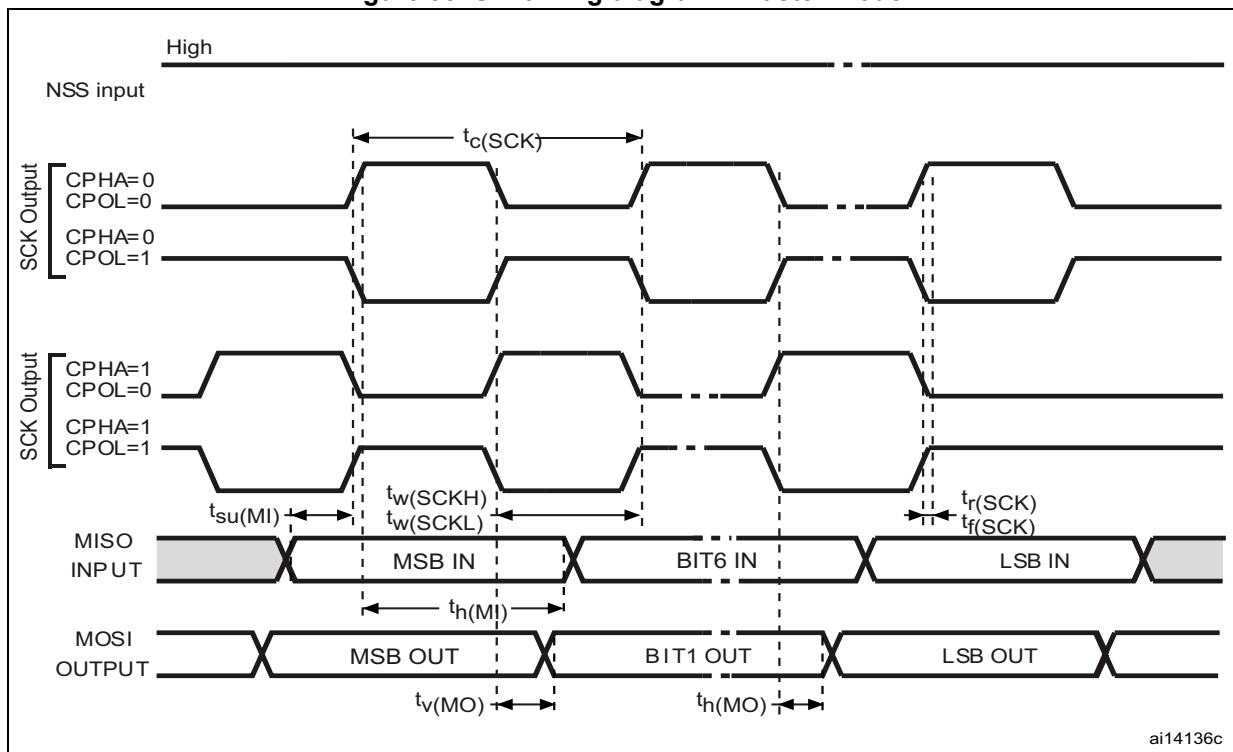 High
NSS input
tc(SCK)
SCK Output
CPHA=0
CPOL=0
CPHA=0
CPOL=1
SCK Output
CPHA=1
CPOL=0
CPHA=1
CPOL=1
tsu(MI)
tw(SCKH)
tw(SCKL)
tr(SCK)
tf(SCK)
MISO
INPUT
MSB IN
BIT6 IN
LSB IN
th(MI)
MOSI
OUTPUT
MSB OUT
BIT1 OUT
LSB OUT
tv(MO)
th(MO)
ai14136c